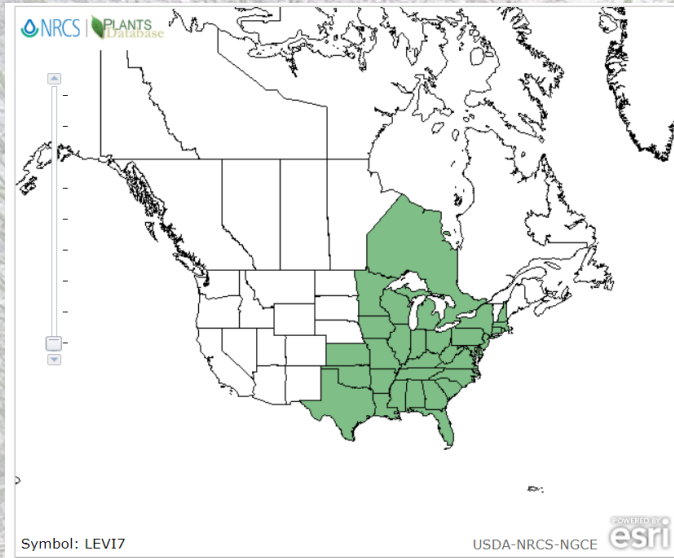 NRCS PLANTS
Database
Symbol: LEVI7
USDA-NRCS-NGCE
POWERED BY
esri